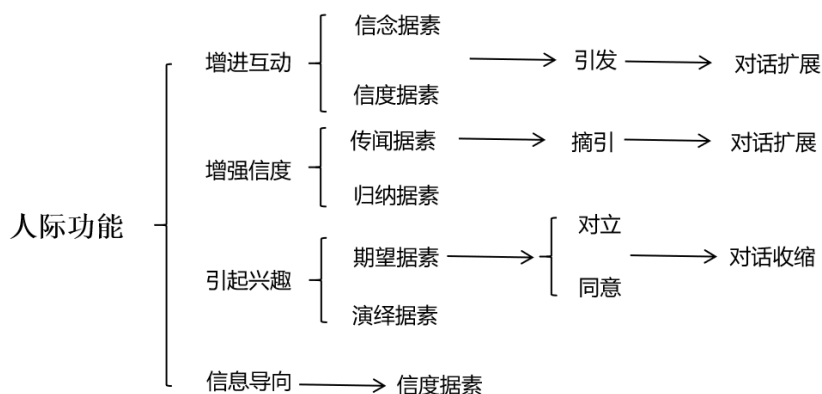 信念据素
增进互动
引发
对话扩展
信度据素
传闻据素
摘引
对话扩展
增强信度
归纳据素
人际功能
对立
期望据素
对话收缩
引起兴趣
同意
演绎据素
信息导向
信度据素